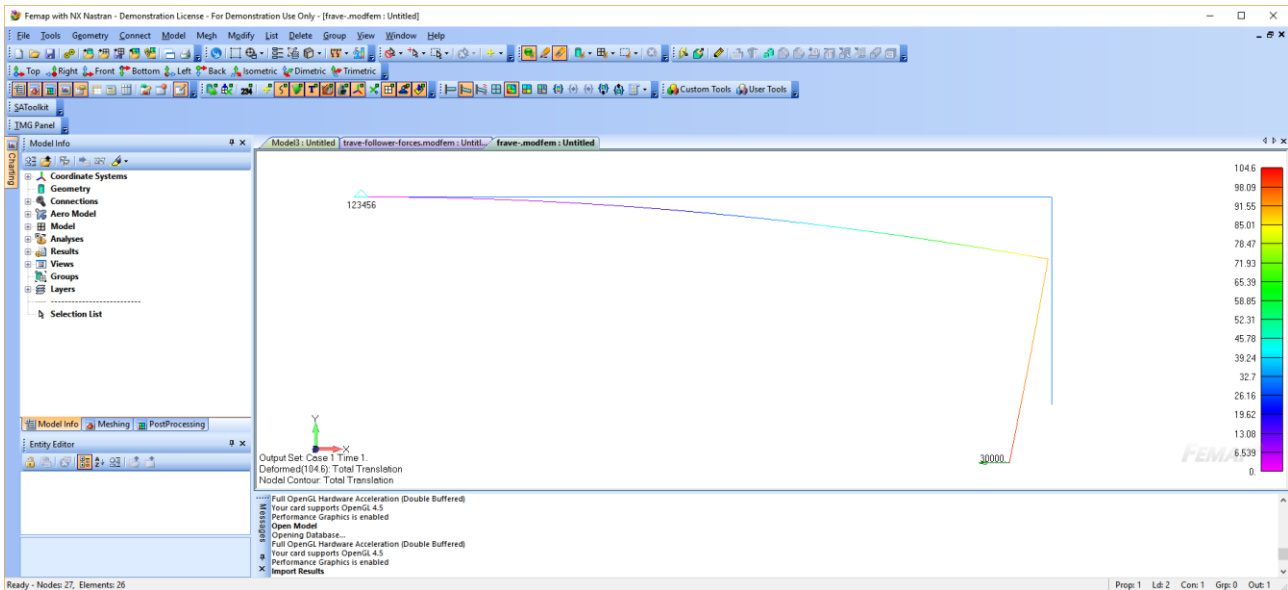 Femap with NX Nastran - Demonstration License - For Demonstration Use Only - [frave-.modfem : Untitled]
File Tools Geometry Connect Model Mesh Modify List Delete Group View Window Help
Top Right Front Bottom Left Back Isometric Dimetric Trimetric
Custom Tools User Tools
SAToolkit
TMG Panel
Charting
Model Info
Coordinate Systems
Geometry
Connections
Aero Model
Model
Analyses
Results
Views
Groups
Layers
Selection List
Model Info Meshing PostProcessing
Entity Editor
Model3 : Untitled trave-follower-forces.modfem : Untitl... frave-.modfem : Untitled
123456
30000.
Y
X
Output Set: Case 1 Time 1.
Deformed(104.6): Total Translation
Nodal Contour: Total Translation
104.6
98.09
91.55
85.01
78.47
71.93
65.39
58.85
52.31
45.78
39.24
32.7
26.16
19.62
13.08
6.539
0.
Messages
Full OpenGL Hardware Acceleration (Double Buffered)
Your card supports OpenGL 4.5
Performance Graphics is enabled
Open Model
Opening Database...
Full OpenGL Hardware Acceleration (Double Buffered)
Your card supports OpenGL 4.5
Performance Graphics is enabled
Import Results
Ready - Nodes: 27, Elements: 26
Prop: 1 Ld: 2 Con: 1 Grp: 0 Out: 1